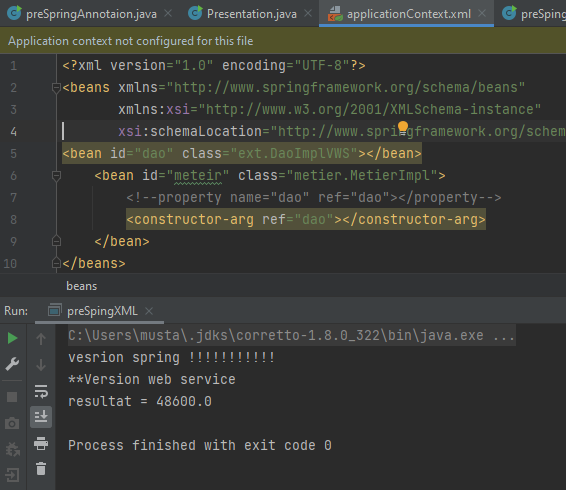 preSpringAnnotaion.java × Presentation.java × applicationContext.xml × preSping
Application context not configured for this file
1 <?xml version="1.0" encoding="UTF-8"?>
2 <beans xmlns="http://www.springframework.org/schema/beans"
3 xmlns:xsi="http://www.w3.org/2001/XMLSchema-instance"
4 xsi:schemaLocation="http://www.springframework.org/schem
5 <bean id="dao" class="ext.DaoImplVWS"></bean>
6 <bean id="meteir" class="metier.MetierImpl">
7 <!--property name="dao" ref="dao"></property-->
8 <constructor-arg ref="dao"></constructor-arg>
9 </bean>
10 </beans>
beans
Run: preSpingXML ×
C:\Users\musta\.jdks\corretto-1.8.0_322\bin\java.exe ...
vesrion spring !!!!!!!!!!!
**Version web service
resultat = 48600.0
Process finished with exit code 0